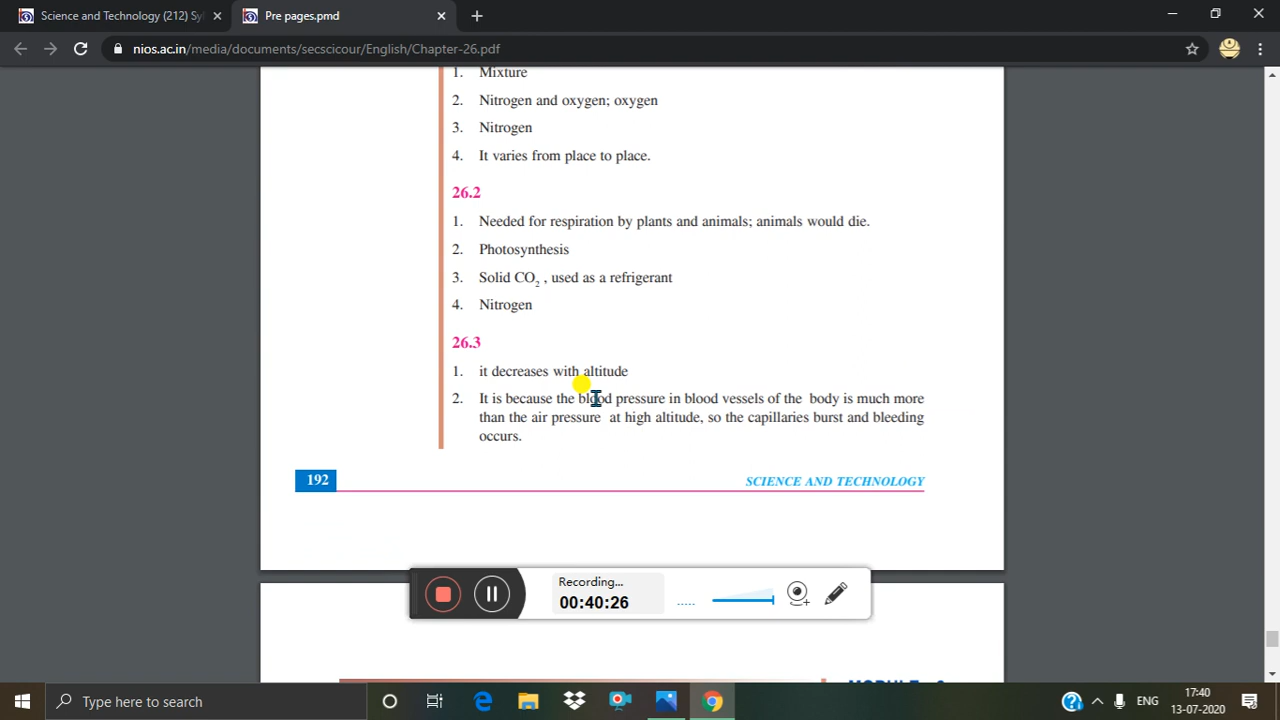 Science and Technology (212) Syl
Pre pages.pmd
nios.ac.in/media/documents/secscicour/English/Chapter-26.pdf
1. Mixture
2. Nitrogen and oxygen; oxygen
3. Nitrogen
4. It varies from place to place.
26.2
1. Needed for respiration by plants and animals; animals would die.
2. Photosynthesis
3. Solid CO₂ , used as a refrigerant
4. Nitrogen
26.3
1. it decreases with altitude
2. It is because the blood pressure in blood vessels of the body is much more
than the air pressure at high altitude, so the capillaries burst and bleeding
occurs.
192
SCIENCE AND TECHNOLOGY
Recording...
00:40:26
Type here to search
ENG
17:40
13-07-2020